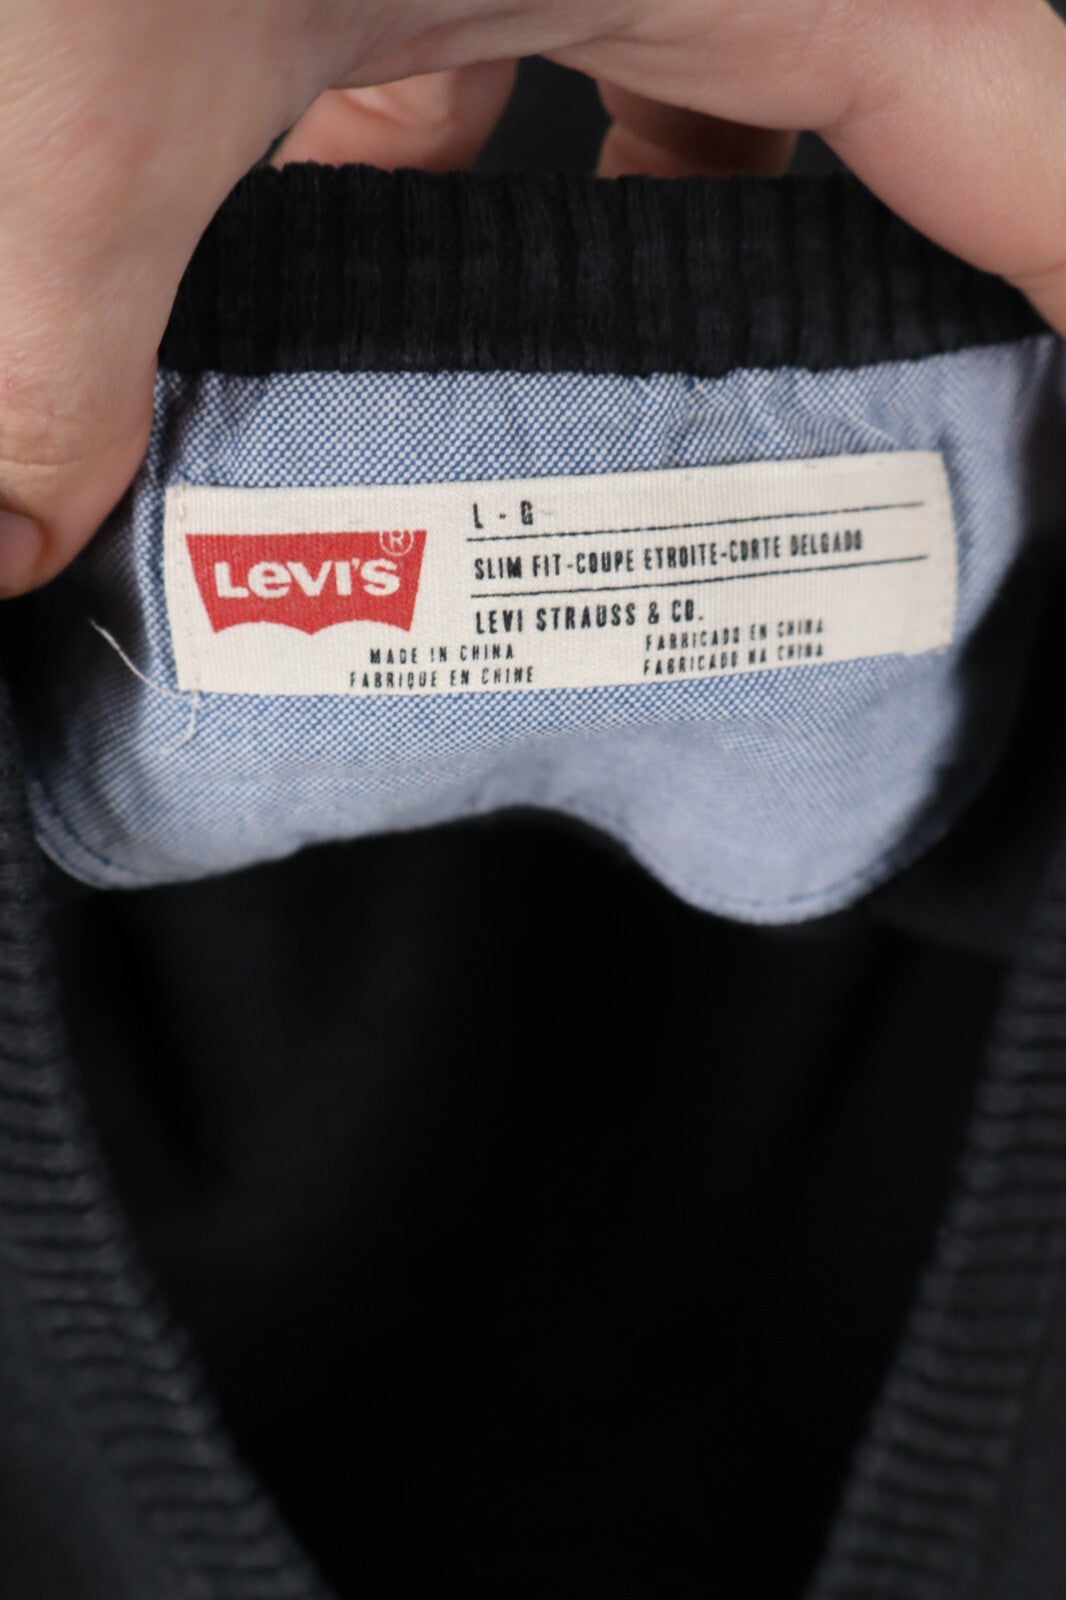 L - G
LEVI'S ®
SLIM FIT-COUPE ETROITE-CORTE DELGADO
LEVI STRAUSS & CO.
MADE IN CHINA
FABRIQUE EN CHINE
FABRICADO EN CHINA
FABRICADO NA CHINA